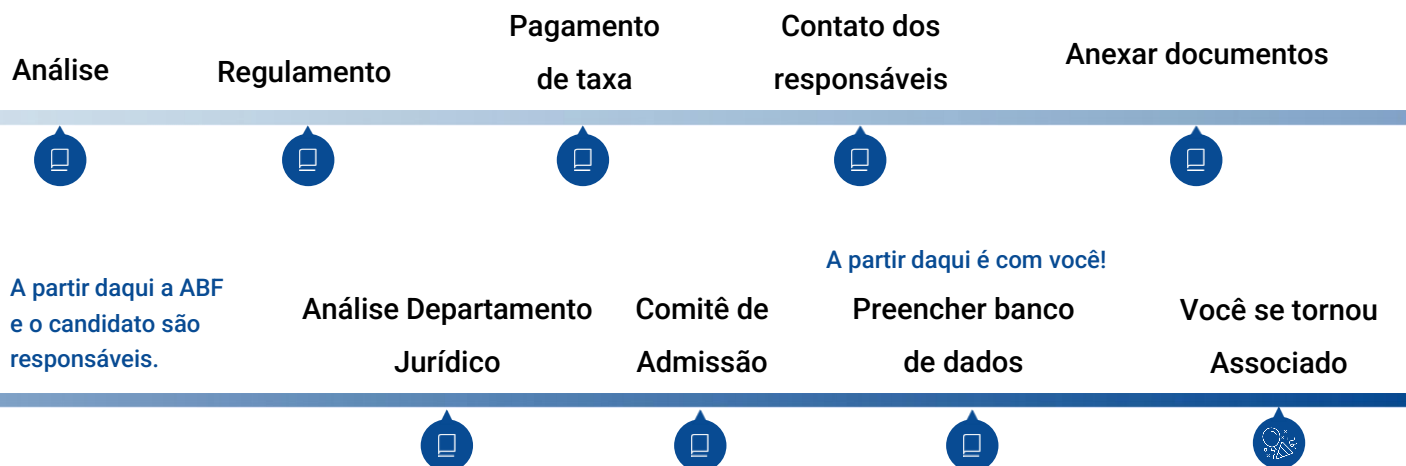 Análise
Regulamento
Pagamento
de taxa
Contato dos
responsáveis
Anexar documentos
A partir daqui a ABF
e o candidato são
responsáveis.
Análise Departamento
Jurídico
Comitê de
Admissão
A partir daqui é com você!
Preencher banco
de dados
Você se tornou
Associado